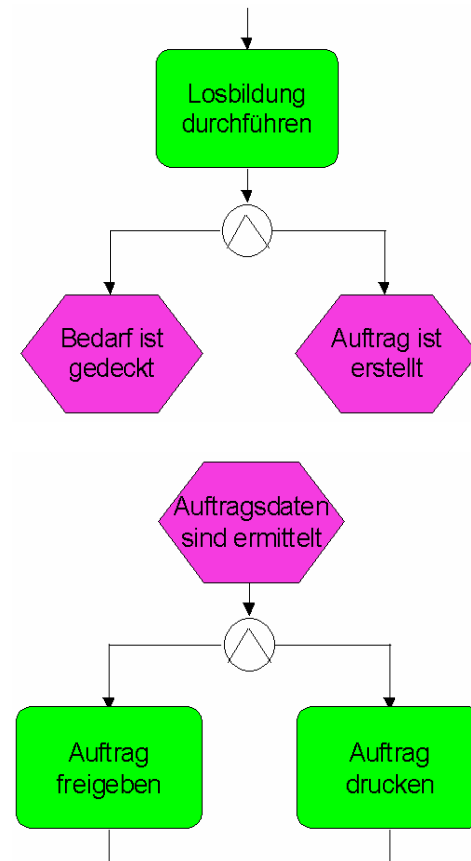 Losbildung
durchführen
Bedarf ist
gedeckt
Auftrag ist
erstellt
Auftragsdaten
sind ermittelt
Auftrag
freigeben
Auftrag
drucken